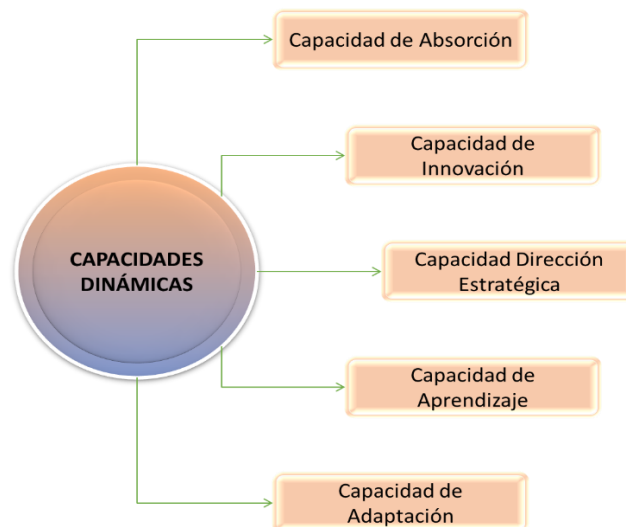 Capacidad de Absorción
Capacidad de
Innovación
CAPACIDADES
DINÁMICAS
Capacidad Dirección
Estratégica
Capacidad de
Aprendizaje
Capacidad de
Adaptación